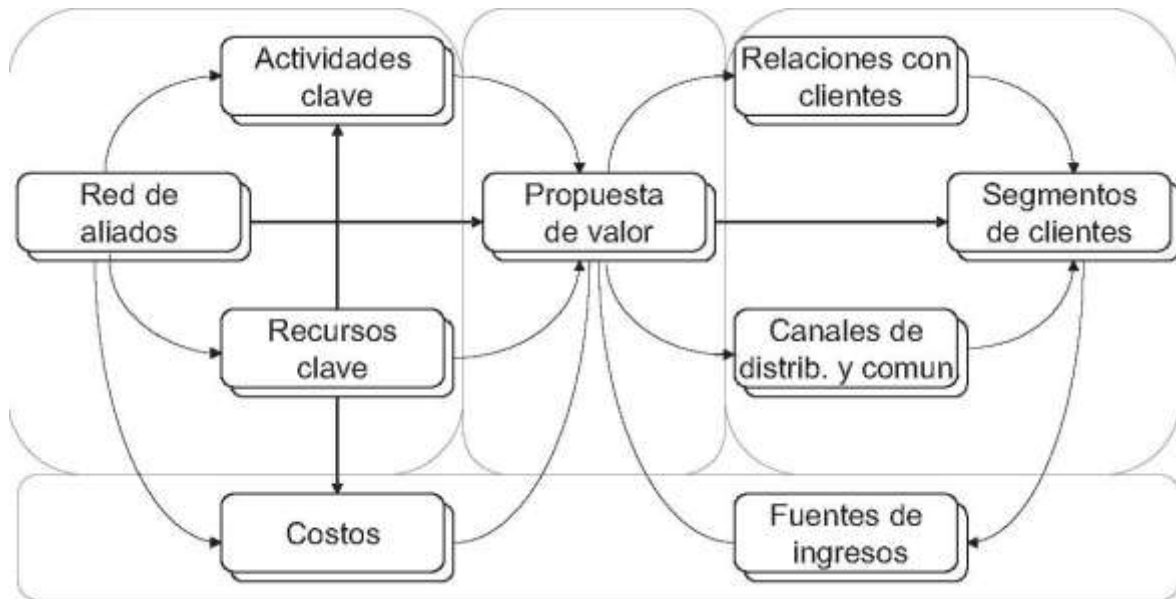 Actividades
clave
Relaciones con
clientes
Red de
aliados
Propuesta
de valor
Segmentos
de clientes
Recursos
clave
Canales de
distrib. y comun.
Costos
Fuentes de
ingresos